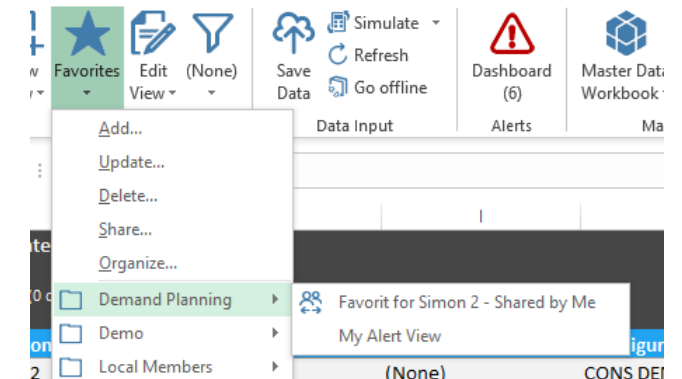 w Favorites Edit (None) Save Simulate Dashboard Master Data
View Data Refresh (6) Workbook
Go offline
Data Input Alerts Ma
Add...
Update...
Delete...
Share...
I
Organize...
(0
Demand Planning Favorit for Simon 2 - Shared by Me
Demo My Alert View
Local Members
2 (None) CONS DEM